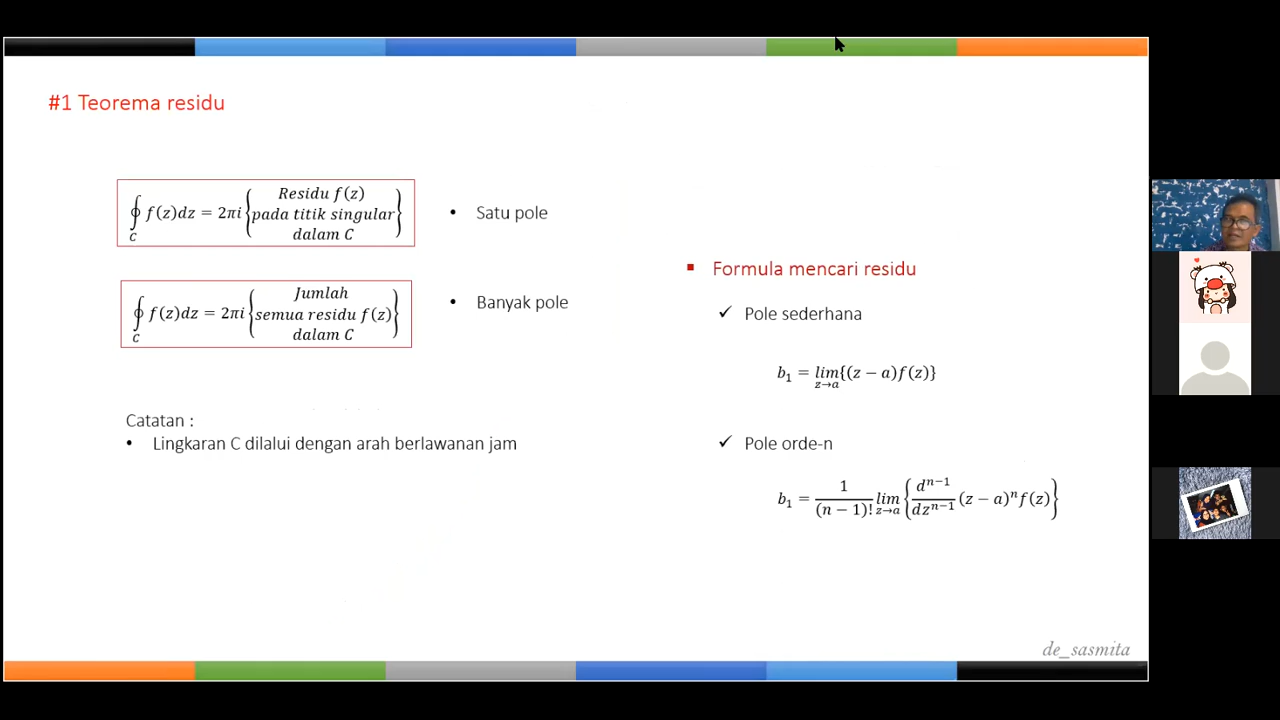 #1 Teorema residu
∮_C f(z)dz = 2πi {Residu f(z) pada titik singular dalam C}
• Satu pole
∮_C f(z)dz = 2πi {Jumlah semua residu f(z) dalam C}
• Banyak pole
Catatan :
• Lingkaran C dilalui dengan arah berlawanan jam
▪ Formula mencari residu
✓ Pole sederhana
b₁ = lim_{z→a} {(z − a)f(z)}
✓ Pole orde-n
b₁ = 1/(n − 1)! lim_{z→a} {d^{n−1}/dz^{n−1} (z − a)^n f(z)}
de_sasmita